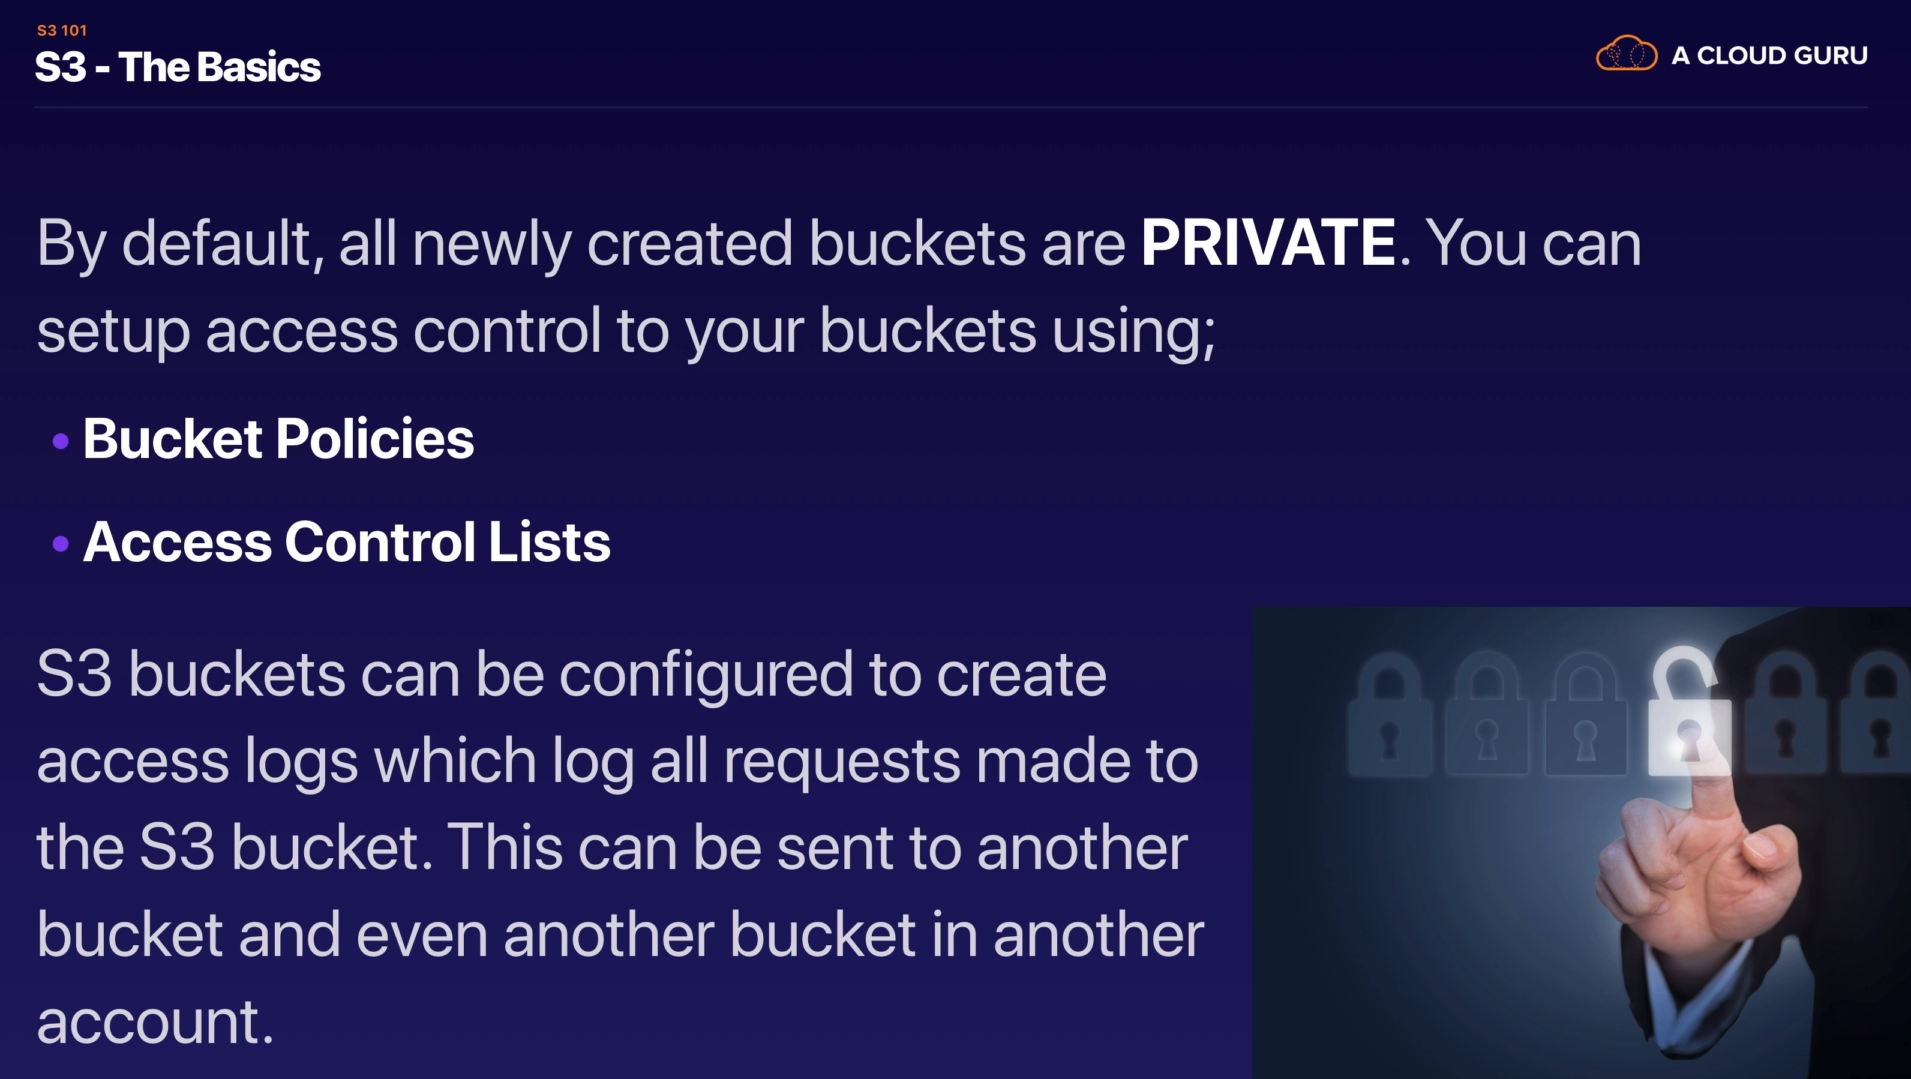 S3 101
S3 - The Basics
A CLOUD GURU
By default, all newly created buckets are PRIVATE. You can
setup access control to your buckets using;
• Bucket Policies
• Access Control Lists
S3 buckets can be configured to create
access logs which log all requests made to
the S3 bucket. This can be sent to another
bucket and even another bucket in another
account.